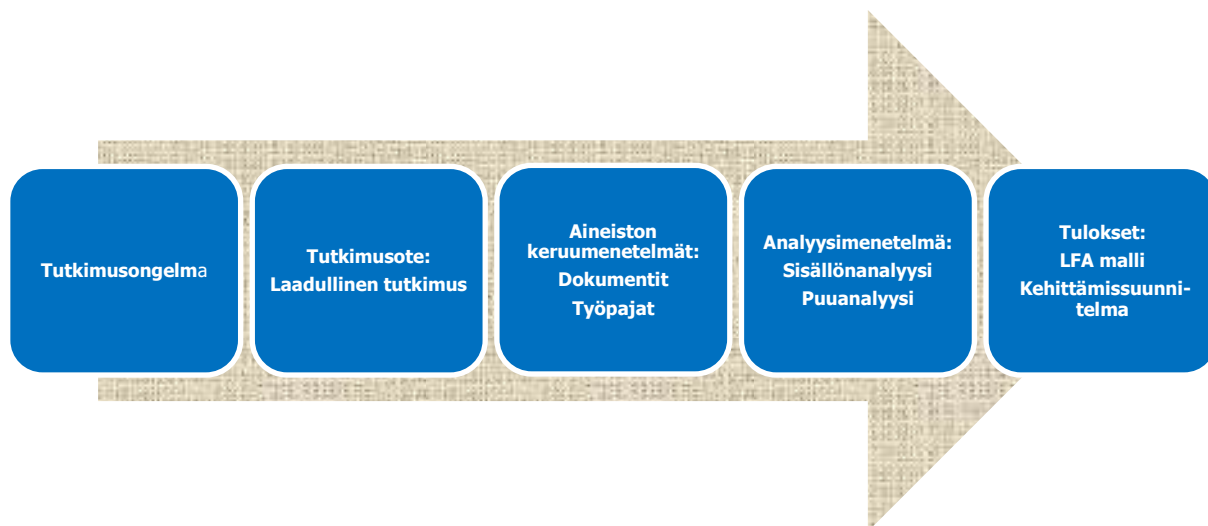 Tutkimusongelma
Tutkimusote:
Laadullinen tutkimus
Aineiston
keruumenetelmät:
Dokumentit
Työpajat
Analyysimenetelmä:
Sisällönanalyysi
Puuanalyysi
Tulokset:
LFA malli
Kehittämissuunni-
telma